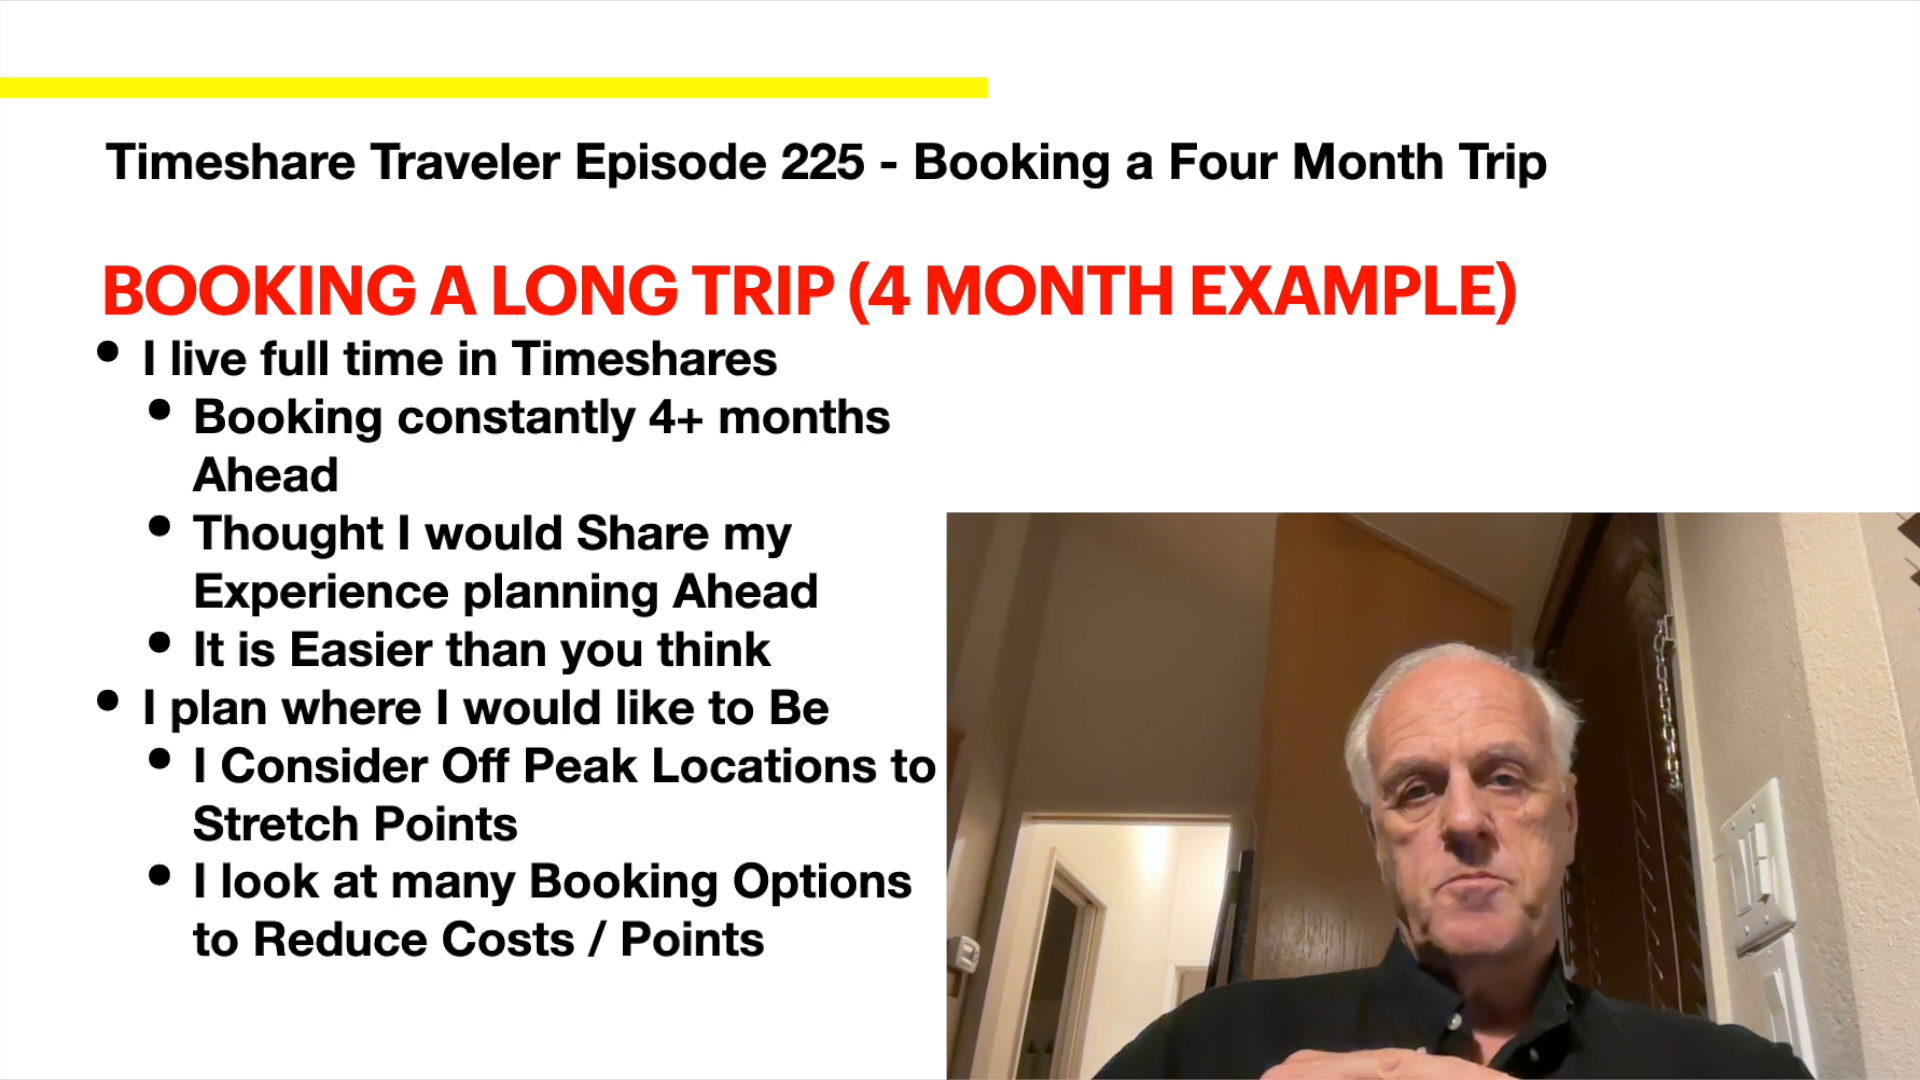 Timeshare Traveler Episode 225 - Booking a Four Month Trip
BOOKING A LONG TRIP (4 MONTH EXAMPLE)
• I live full time in Timeshares
• Booking constantly 4+ months
Ahead
• Thought I would Share my
Experience planning Ahead
• It is Easier than you think
• I plan where I would like to Be
• I Consider Off Peak Locations to
Stretch Points
• I look at many Booking Options
to Reduce Costs / Points